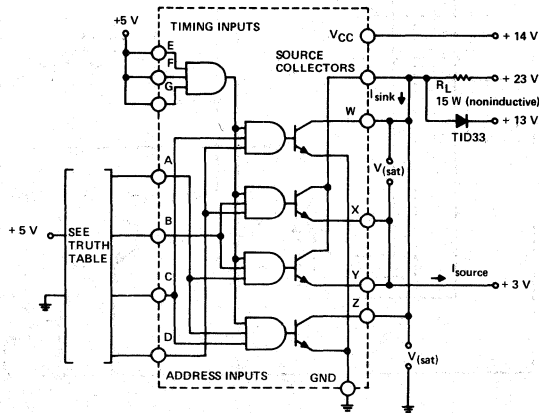 TIMING INPUTS
+5 V
E
F
G
VCC
+ 14 V
SOURCE
COLLECTORS
+ 23 V
RL
15 W (noninductive)
Isink
+ 13 V
TID33
W
V(sat)
A
B
C
D
+ 5 V
SEE
TRUTH
TABLE
X
Y
Isource
+ 3 V
Z
V(sat)
ADDRESS INPUTS
GND